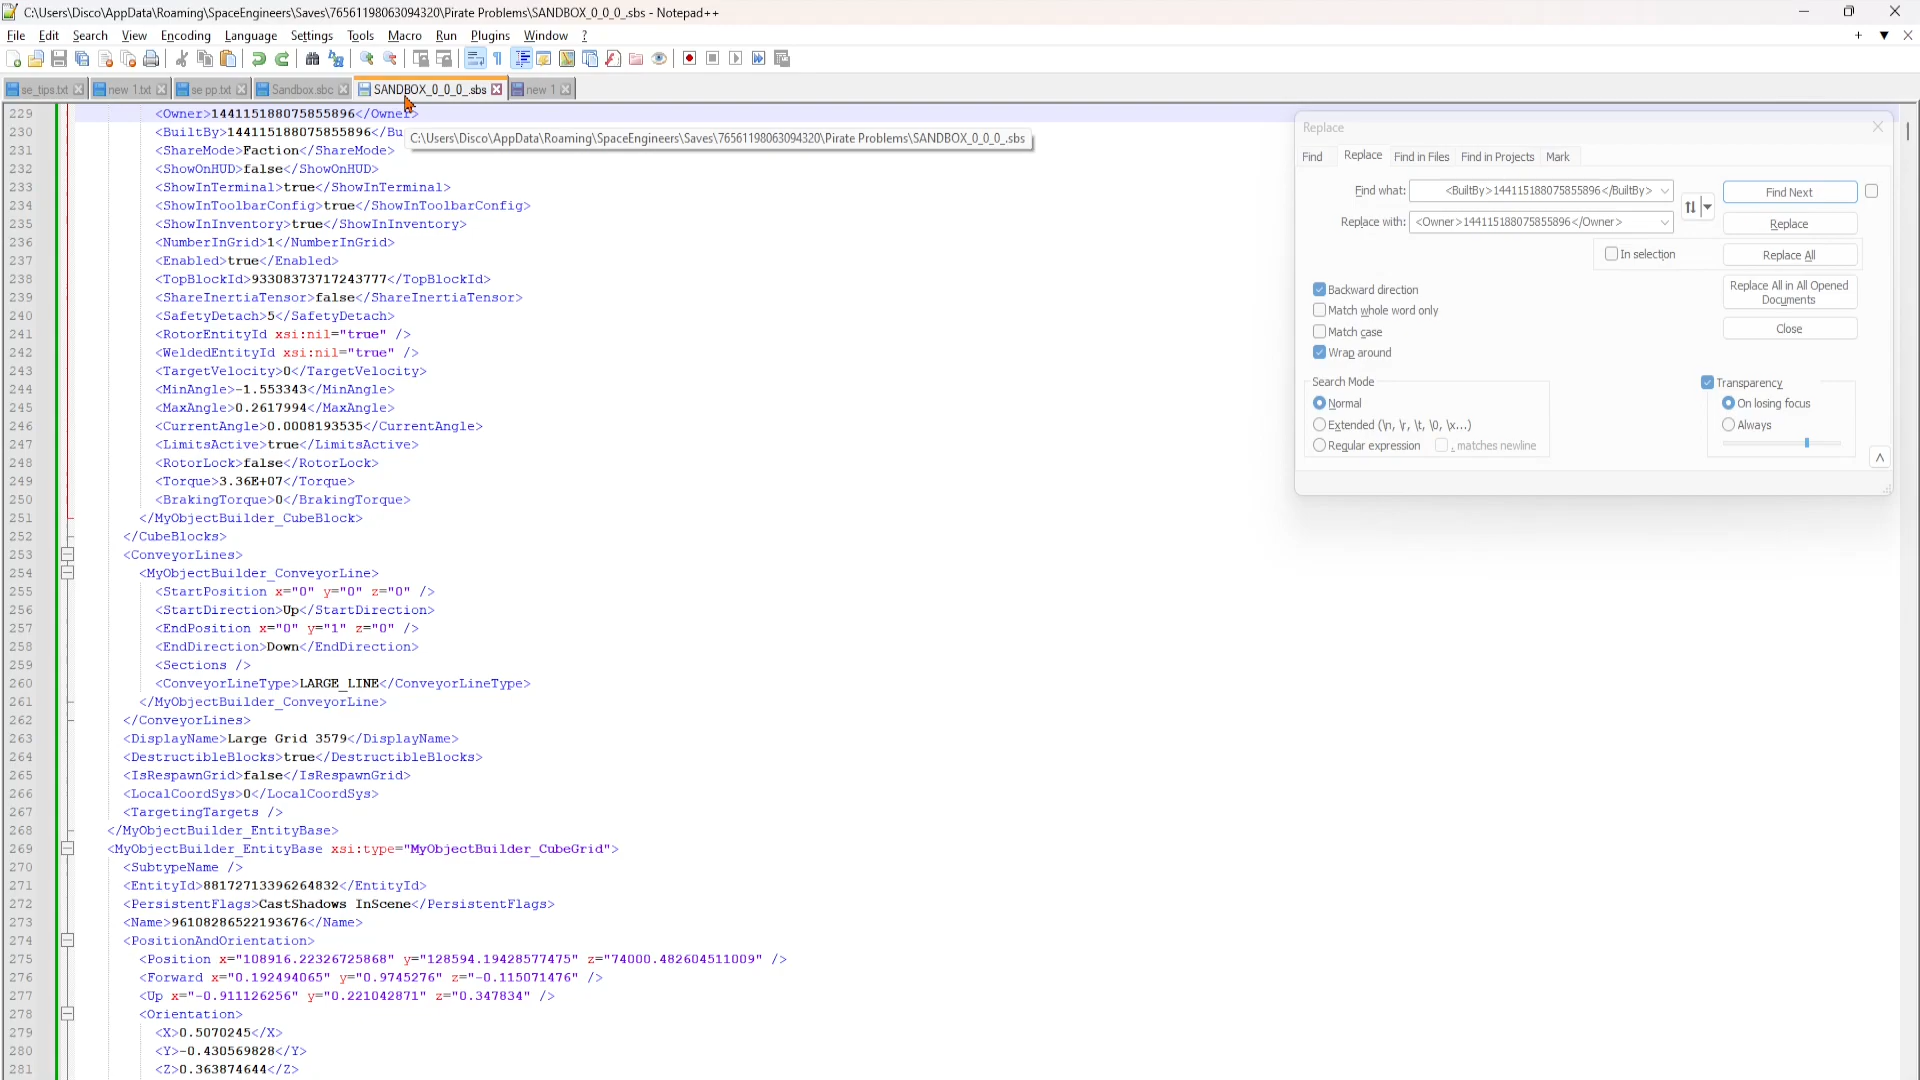 C:\Users\Disco\AppData\Roaming\SpaceEngineers\Saves\76561198063094320\Pirate Problems\SANDBOX_0_0_0_.sbs - Notepad++
File Edit Search View Encoding Language Settings Tools Macro Run Plugins Window ?
se_tips.txt new 1.txt se pp.txt Sandbox.sbc SANDBOX_0_0_0_.sbs new 1
229 <Owner>144115188075855896</Owner>
230 <BuiltBy>144115188075855896</Bu
C:\Users\Disco\AppData\Roaming\SpaceEngineers\Saves\76561198063094320\Pirate Problems\SANDBOX_0_0_0_.sbs
231 <ShareMode>Faction</ShareMode>
232 <ShowOnHUD>false</ShowOnHUD>
233 <ShowInTerminal>true</ShowInTerminal>
234 <ShowInToolbarConfig>true</ShowInToolbarConfig>
235 <ShowInInventory>true</ShowInInventory>
236 <NumberInGrid>1</NumberInGrid>
237 <Enabled>true</Enabled>
238 <TopBlockId>93308373717243777</TopBlockId>
239 <ShareInertiaTensor>false</ShareInertiaTensor>
240 <SafetyDetach>5</SafetyDetach>
241 <RotorEntityId xsi:nil="true" />
242 <WeldedEntityId xsi:nil="true" />
243 <TargetVelocity>0</TargetVelocity>
244 <MinAngle>-1.553343</MinAngle>
245 <MaxAngle>0.2617994</MaxAngle>
246 <CurrentAngle>0.0008193535</CurrentAngle>
247 <LimitsActive>true</LimitsActive>
248 <RotorLock>false</RotorLock>
249 <Torque>3.36E+07</Torque>
250 <BrakingTorque>0</BrakingTorque>
251 </MyObjectBuilder_CubeBlock>
252 </CubeBlocks>
253 <ConveyorLines>
254 <MyObjectBuilder_ConveyorLine>
255 <StartPosition x="0" y="0" z="0" />
256 <StartDirection>Up</StartDirection>
257 <EndPosition x="0" y="1" z="0" />
258 <EndDirection>Down</EndDirection>
259 <Sections />
260 <ConveyorLineType>LARGE_LINE</ConveyorLineType>
261 </MyObjectBuilder_ConveyorLine>
262 </ConveyorLines>
263 <DisplayName>Large Grid 3579</DisplayName>
264 <DestructibleBlocks>true</DestructibleBlocks>
265 <IsRespawnGrid>false</IsRespawnGrid>
266 <LocalCoordSys>0</LocalCoordSys>
267 <TargetingTargets />
268 </MyObjectBuilder_EntityBase>
269 <MyObjectBuilder_EntityBase xsi:type="MyObjectBuilder_CubeGrid">
270 <SubtypeName />
271 <EntityId>88172713396264832</EntityId>
272 <PersistentFlags>CastShadows InScene</PersistentFlags>
273 <Name>96108286522193676</Name>
274 <PositionAndOrientation>
275 <Position x="108916.22326725868" y="128594.19428577475" z="74000.482604511009" />
276 <Forward x="0.192494065" y="0.9745276" z="-0.115071476" />
277 <Up x="-0.911126256" y="0.221042871" z="0.347834" />
278 <Orientation>
279 <X>0.5070245</X>
280 <Y>-0.430569828</Y>
281 <Z>0.363874644</Z>
Replace
Find Replace Find in Files Find in Projects Mark
Find what: <BuiltBy>144115188075855896</BuiltBy> Find Next
Replace with: <Owner>144115188075855896</Owner> Replace
In selection Replace All
Backward direction Replace All in All Opened Documents
Match whole word only
Match case Close
Wrap around
Search Mode Transparency
Normal On losing focus
Extended (\n, \r, \t, \0, \x...) Always
Regular expression . matches newline